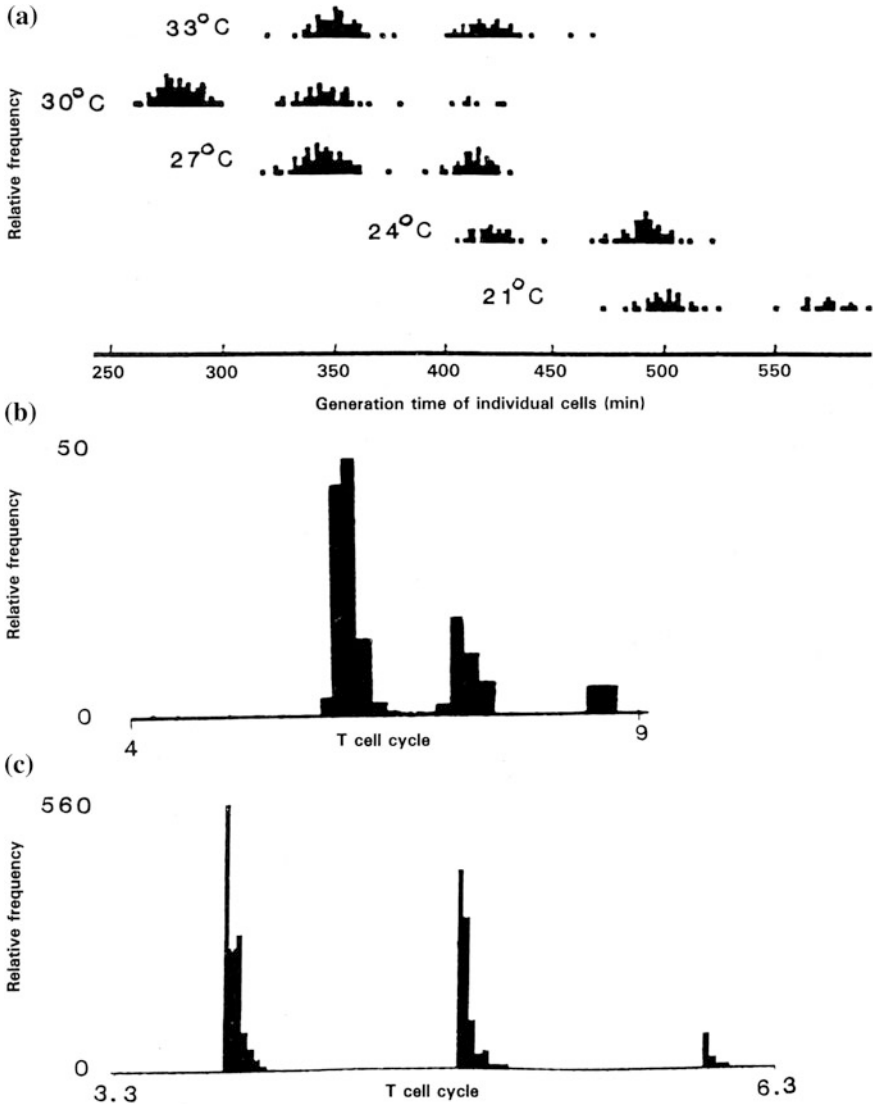 (a)
33°C
30°C
27°C
24°C
21°C
Relative frequency
250 300 350 400 450 500 550
Generation time of individual cells (min)
(b)
50
Relative frequency
0
4 T cell cycle 9
(c)
560
Relative frequency
0
3.3 T cell cycle 6.3